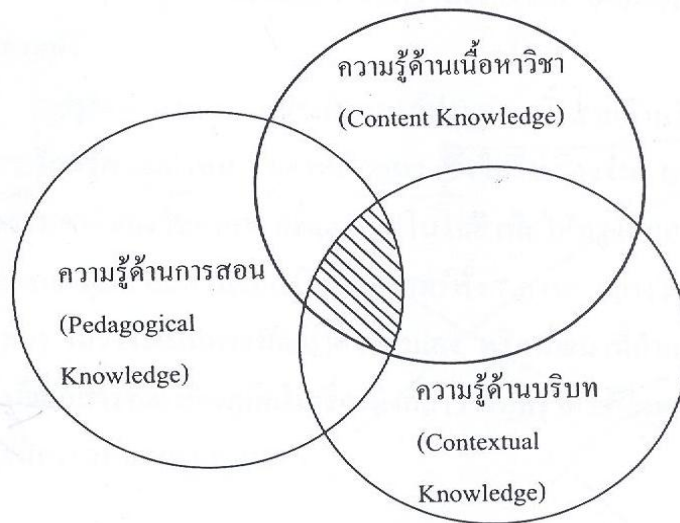 ความรู้ด้านเนื้อหาวิชา
(Content Knowledge)
ความรู้ด้านการสอน
(Pedagogical
Knowledge)
ความรู้ด้านบริบท
(Contextual
Knowledge)